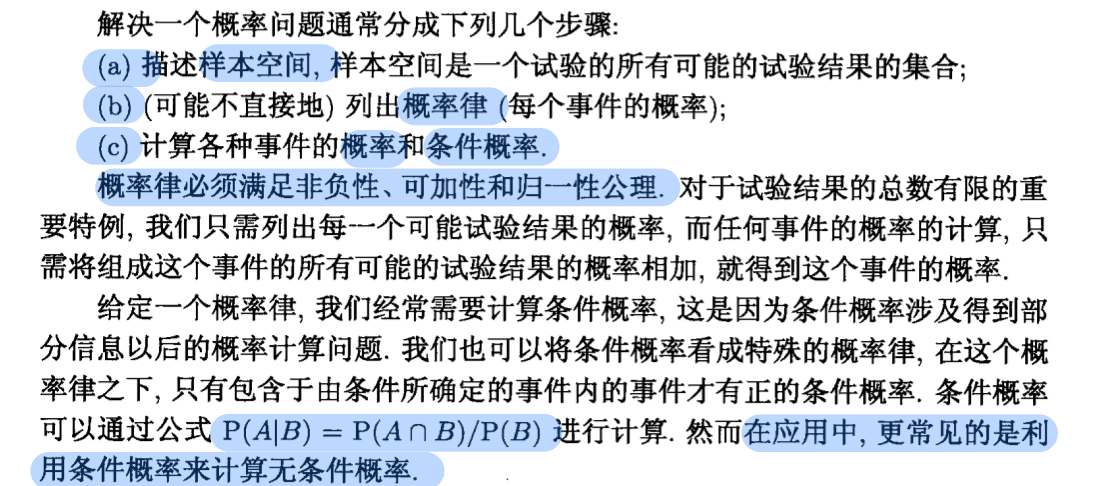 解决一个概率问题通常分成下列几个步骤:
(a) 描述样本空间, 样本空间是一个试验的所有可能的试验结果的集合;
(b) (可能不直接地) 列出概率律 (每个事件的概率);
(c) 计算各种事件的概率和条件概率.
概率律必须满足非负性、可加性和归一性公理. 对于试验结果的总数有限的重
要特例, 我们只需列出每一个可能试验结果的概率, 而任何事件的概率的计算, 只
需将组成这个事件的所有可能的试验结果的概率相加, 就得到这个事件的概率.
给定一个概率律, 我们经常需要计算条件概率, 这是因为条件概率涉及得到部
分信息以后的概率计算问题. 我们也可以将条件概率看成特殊的概率律, 在这个概
率律之下, 只有包含于由条件所确定的事件内的事件才有正的条件概率. 条件概率
可以通过公式 P(A|B) = P(A ∩ B)/P(B) 进行计算. 然而在应用中, 更常见的是利
用条件概率来计算无条件概率.